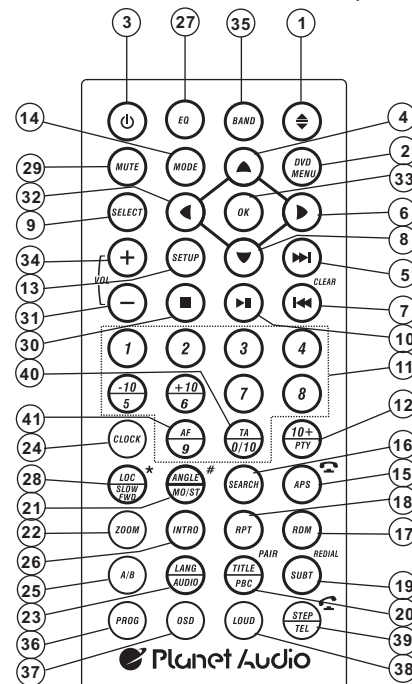 3 27 35 1
EQ BAND
14 4
MUTE MODE DVD MENU
29 2
32 33
SELECT OK
9 6
34 8
+ SETUP
13 VOL 5
CLEAR
31 − 7
30 10
1 2 3 4
40 11
-10 5 +10 6 7 8
41 12
CLOCK AF 9 TA 0/10 10+ PTY
24 16
28 LOC SLOW FWD * ANGLE MO/ST # SEARCH APS 15
21 18
22 ZOOM INTRO RPT RDM 17
26
PAIR REDIAL
25 A/B LANG AUDIO TITLE PBC SUBT 19
23 20
36 PROG OSD LOUD STEP TEL 39
37 Planet Audio 38